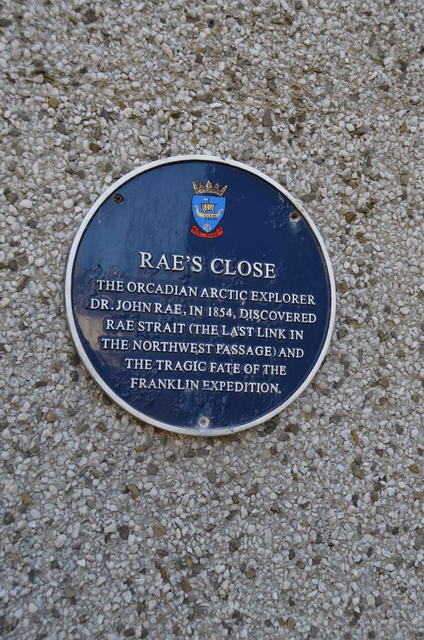 RAE'S CLOSE
THE ORCADIAN ARCTIC EXPLORER
DR. JOHN RAE, IN 1854, DISCOVERED
RAE STRAIT (THE LAST LINK IN
THE NORTHWEST PASSAGE) AND
THE TRAGIC FATE OF THE
FRANKLIN EXPEDITION.